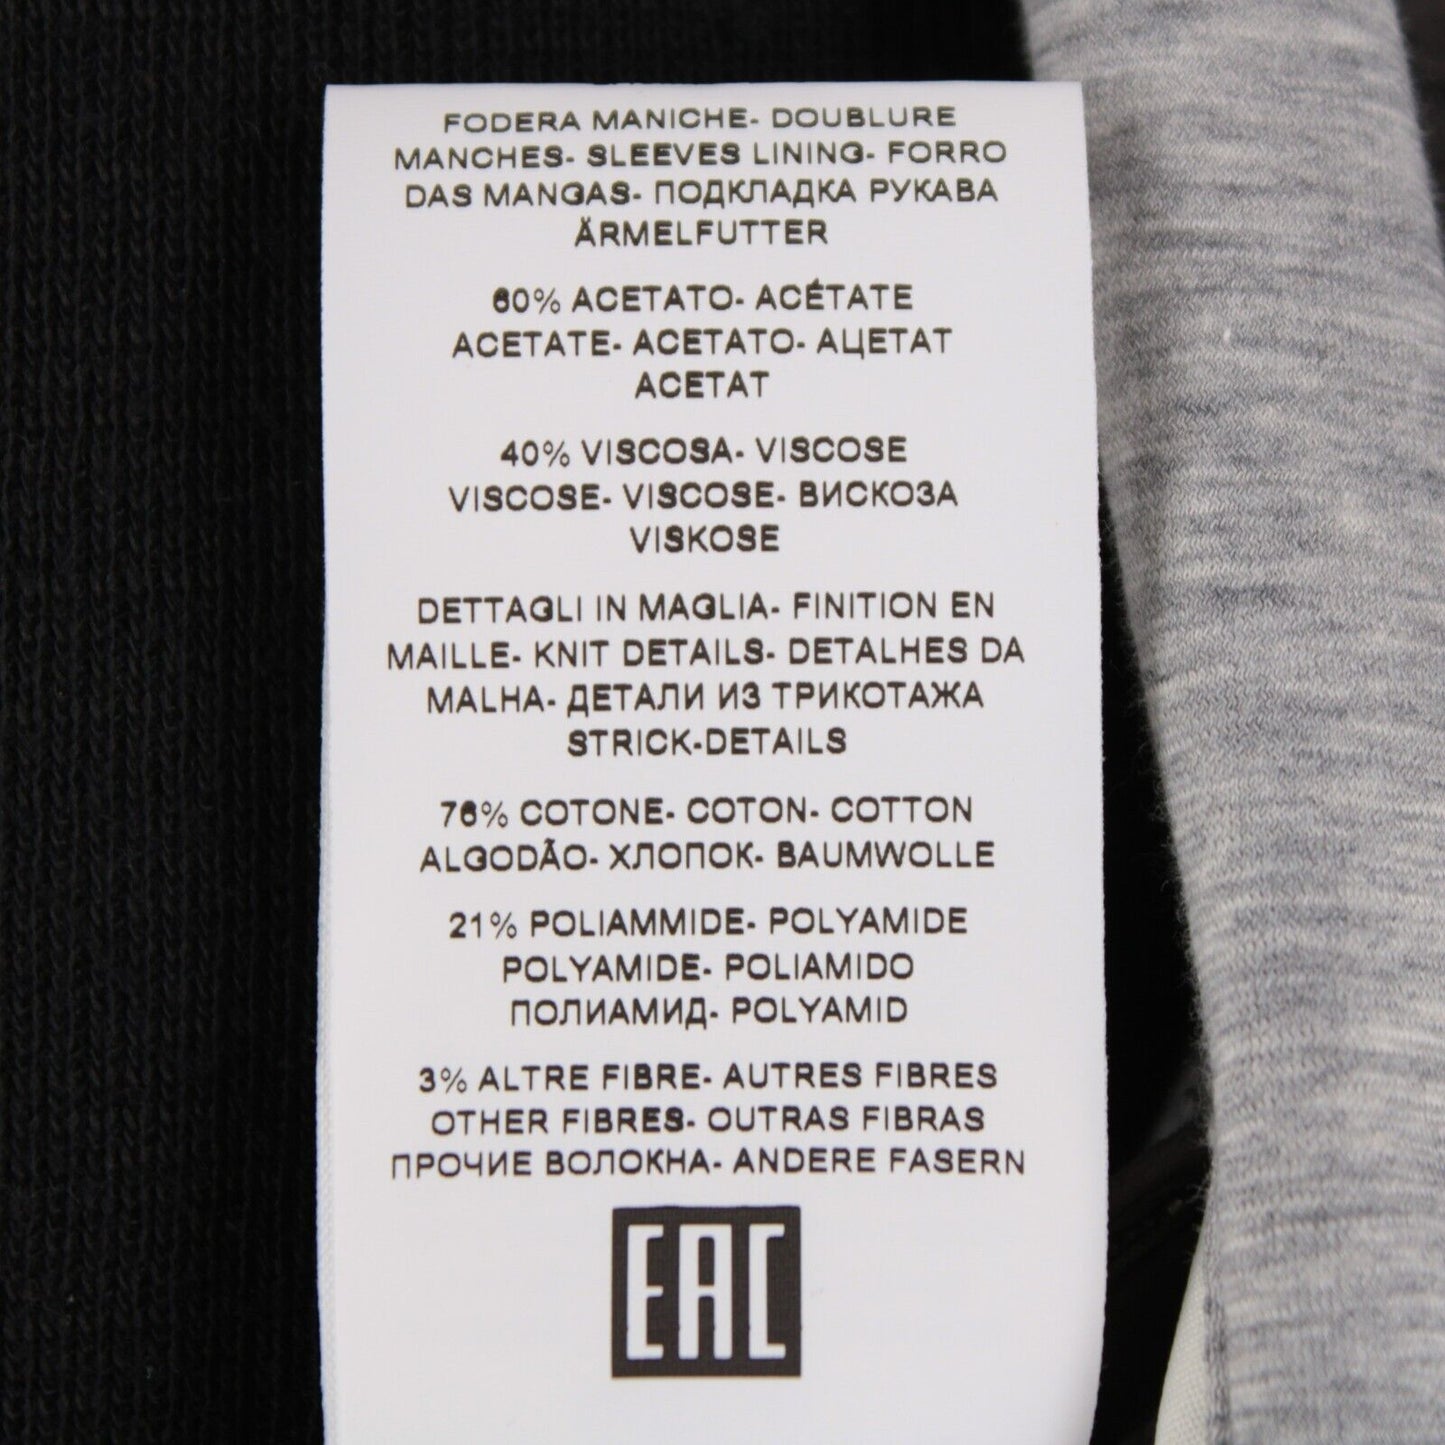 FODERA MANICHE- DOUBLURE
MANCHES- SLEEVES LINING- FORRO
DAS MANGAS- ПОДКЛАДКА РУКАВА
ÄRMELFUTTER
60% ACETATO- ACÉTATE
ACETATE- ACETATO- АЦЕТАТ
ACETAT
40% VISCOSA- VISCOSE
VISCOSE- VISCOSE- ВИСКОЗА
VISKOSE
DETTAGLI IN MAGLIA- FINITION EN
MAILLE- KNIT DETAILS- DETALHES DA
MALHA- ДЕТАЛИ ИЗ ТРИКОТАЖА
STRICK-DETAILS
76% COTONE- COTON- COTTON
ALGODÃO- ХЛОПОК- BAUMWOLLE
21% POLIAMMIDE- POLYAMIDE
POLYAMIDE- POLIAMIDO
ПОЛИАМИД- POLYAMID
3% ALTRE FIBRE- AUTRES FIBRES
OTHER FIBRES- OUTRAS FIBRAS
ПРОЧИЕ ВОЛОКНА- ANDERE FASERN
EAC